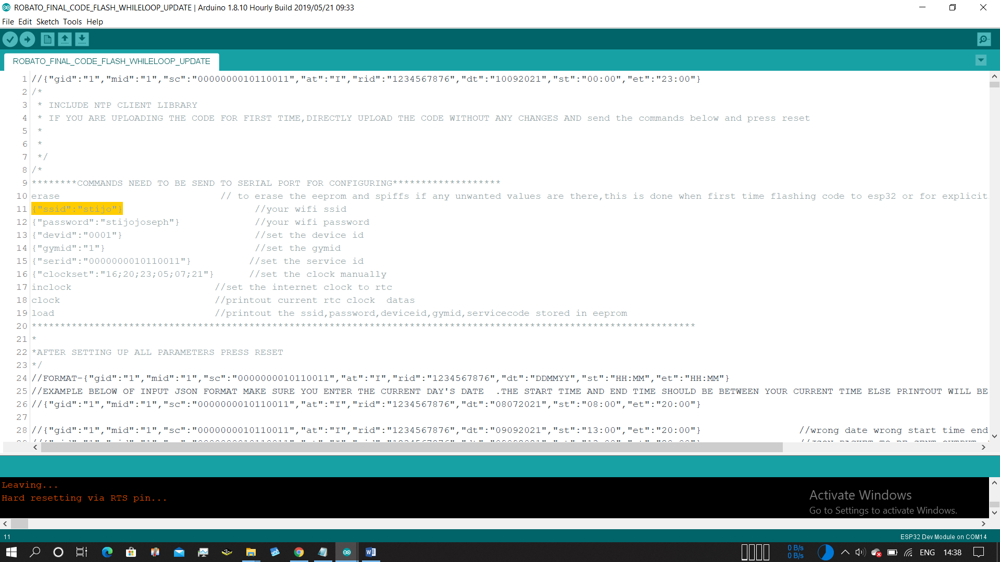 ROBATO_FINAL_CODE_FLASH_WHILELOOP_UPDATE | Arduino 1.8.10 Hourly Build 2019/05/21 09:33
File Edit Sketch Tools Help
ROBATO_FINAL_CODE_FLASH_WHILELOOP_UPDATE
1 //{"gid":"1","mid":"1","sc":"0000000010110011","at":"I","rid":"1234567876","dt":"10092021","st":"00:00","et":"23:00"}
2 /*
3 * INCLUDE NTP CLIENT LIBRARY
4 * IF YOU ARE UPLOADING THE CODE FOR FIRST TIME,DIRECTLY UPLOAD THE CODE WITHOUT ANY CHANGES AND send the commands below and press reset
5 *
6 *
7 */
8 /*
9 ********COMMANDS NEED TO BE SEND TO SERIAL PORT FOR CONFIGURING*******************
10 erase // to erase the eeprom and spiffs if any unwanted values are there,this is done when first time flashing code to esp32 or for explicit
11 {"ssid":"stijo"} //your wifi ssid
12 {"password":"stijojoseph"} //your wifi password
13 {"devid":"0001"} //set the device id
14 {"gymid":"1"} //set the gymid
15 {"serid":"0000000010110011"} //set the service id
16 {"clockset":"16;20;23;05;07;21"} //set the clock manually
17 inclock //set the internet clock to rtc
18 clock //printout current rtc clock datas
19 load //printout the ssid,password,deviceid,gymid,servicecode stored in eeprom
20 ********************************************************************************************************************
21 *
22 *AFTER SETTING UP ALL PARAMETERS PRESS RESET
23 */
24 //FORMAT-{"gid":"1","mid":"1","sc":"0000000010110011","at":"I","rid":"1234567876","dt":"DDMMYY","st":"HH:MM","et":"HH:MM"}
25 //EXAMPLE BELOW OF INPUT JSON FORMAT MAKE SURE YOU ENTER THE CURRENT DAY'S DATE .THE START TIME AND END TIME SHOULD BE BETWEEN YOUR CURRENT TIME ELSE PRINTOUT WILL BE
26 //{"gid":"1","mid":"1","sc":"0000000010110011","at":"I","rid":"1234567876","dt":"08072021","st":"08:00","et":"20:00"}
27
28 //{"gid":"1","mid":"1","sc":"0000000010110011","at":"I","rid":"1234567876","dt":"09092021","st":"13:00","et":"20:00"} //wrong date wrong start time end
Leaving...
Hard resetting via RTS pin...
Activate Windows
Go to Settings to activate Windows.
11
ESP32 Dev Module on COM14
0 B/s
0 B/s
ENG 14:38